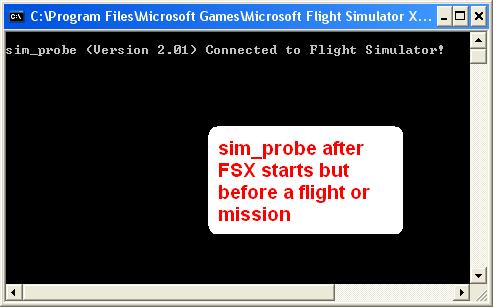 C:\Program Files\Microsoft Games\Microsoft Flight Simulator X...
sim_probe (Version 2.01) Connected to Flight Simulator!
sim_probe after
FSX starts but
before a flight or
mission